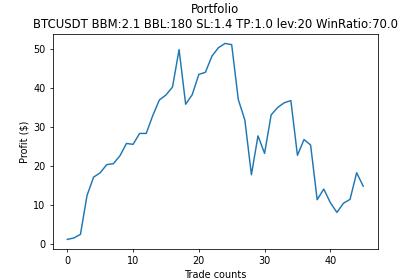 Portfolio
BTCUSDT BBM:2.1 BBL:180 SL:1.4 TP:1.0 lev:20 WinRatio:70.0
50
40
30
20
10
0
Profit ($)
0 10 20 30 40
Trade counts